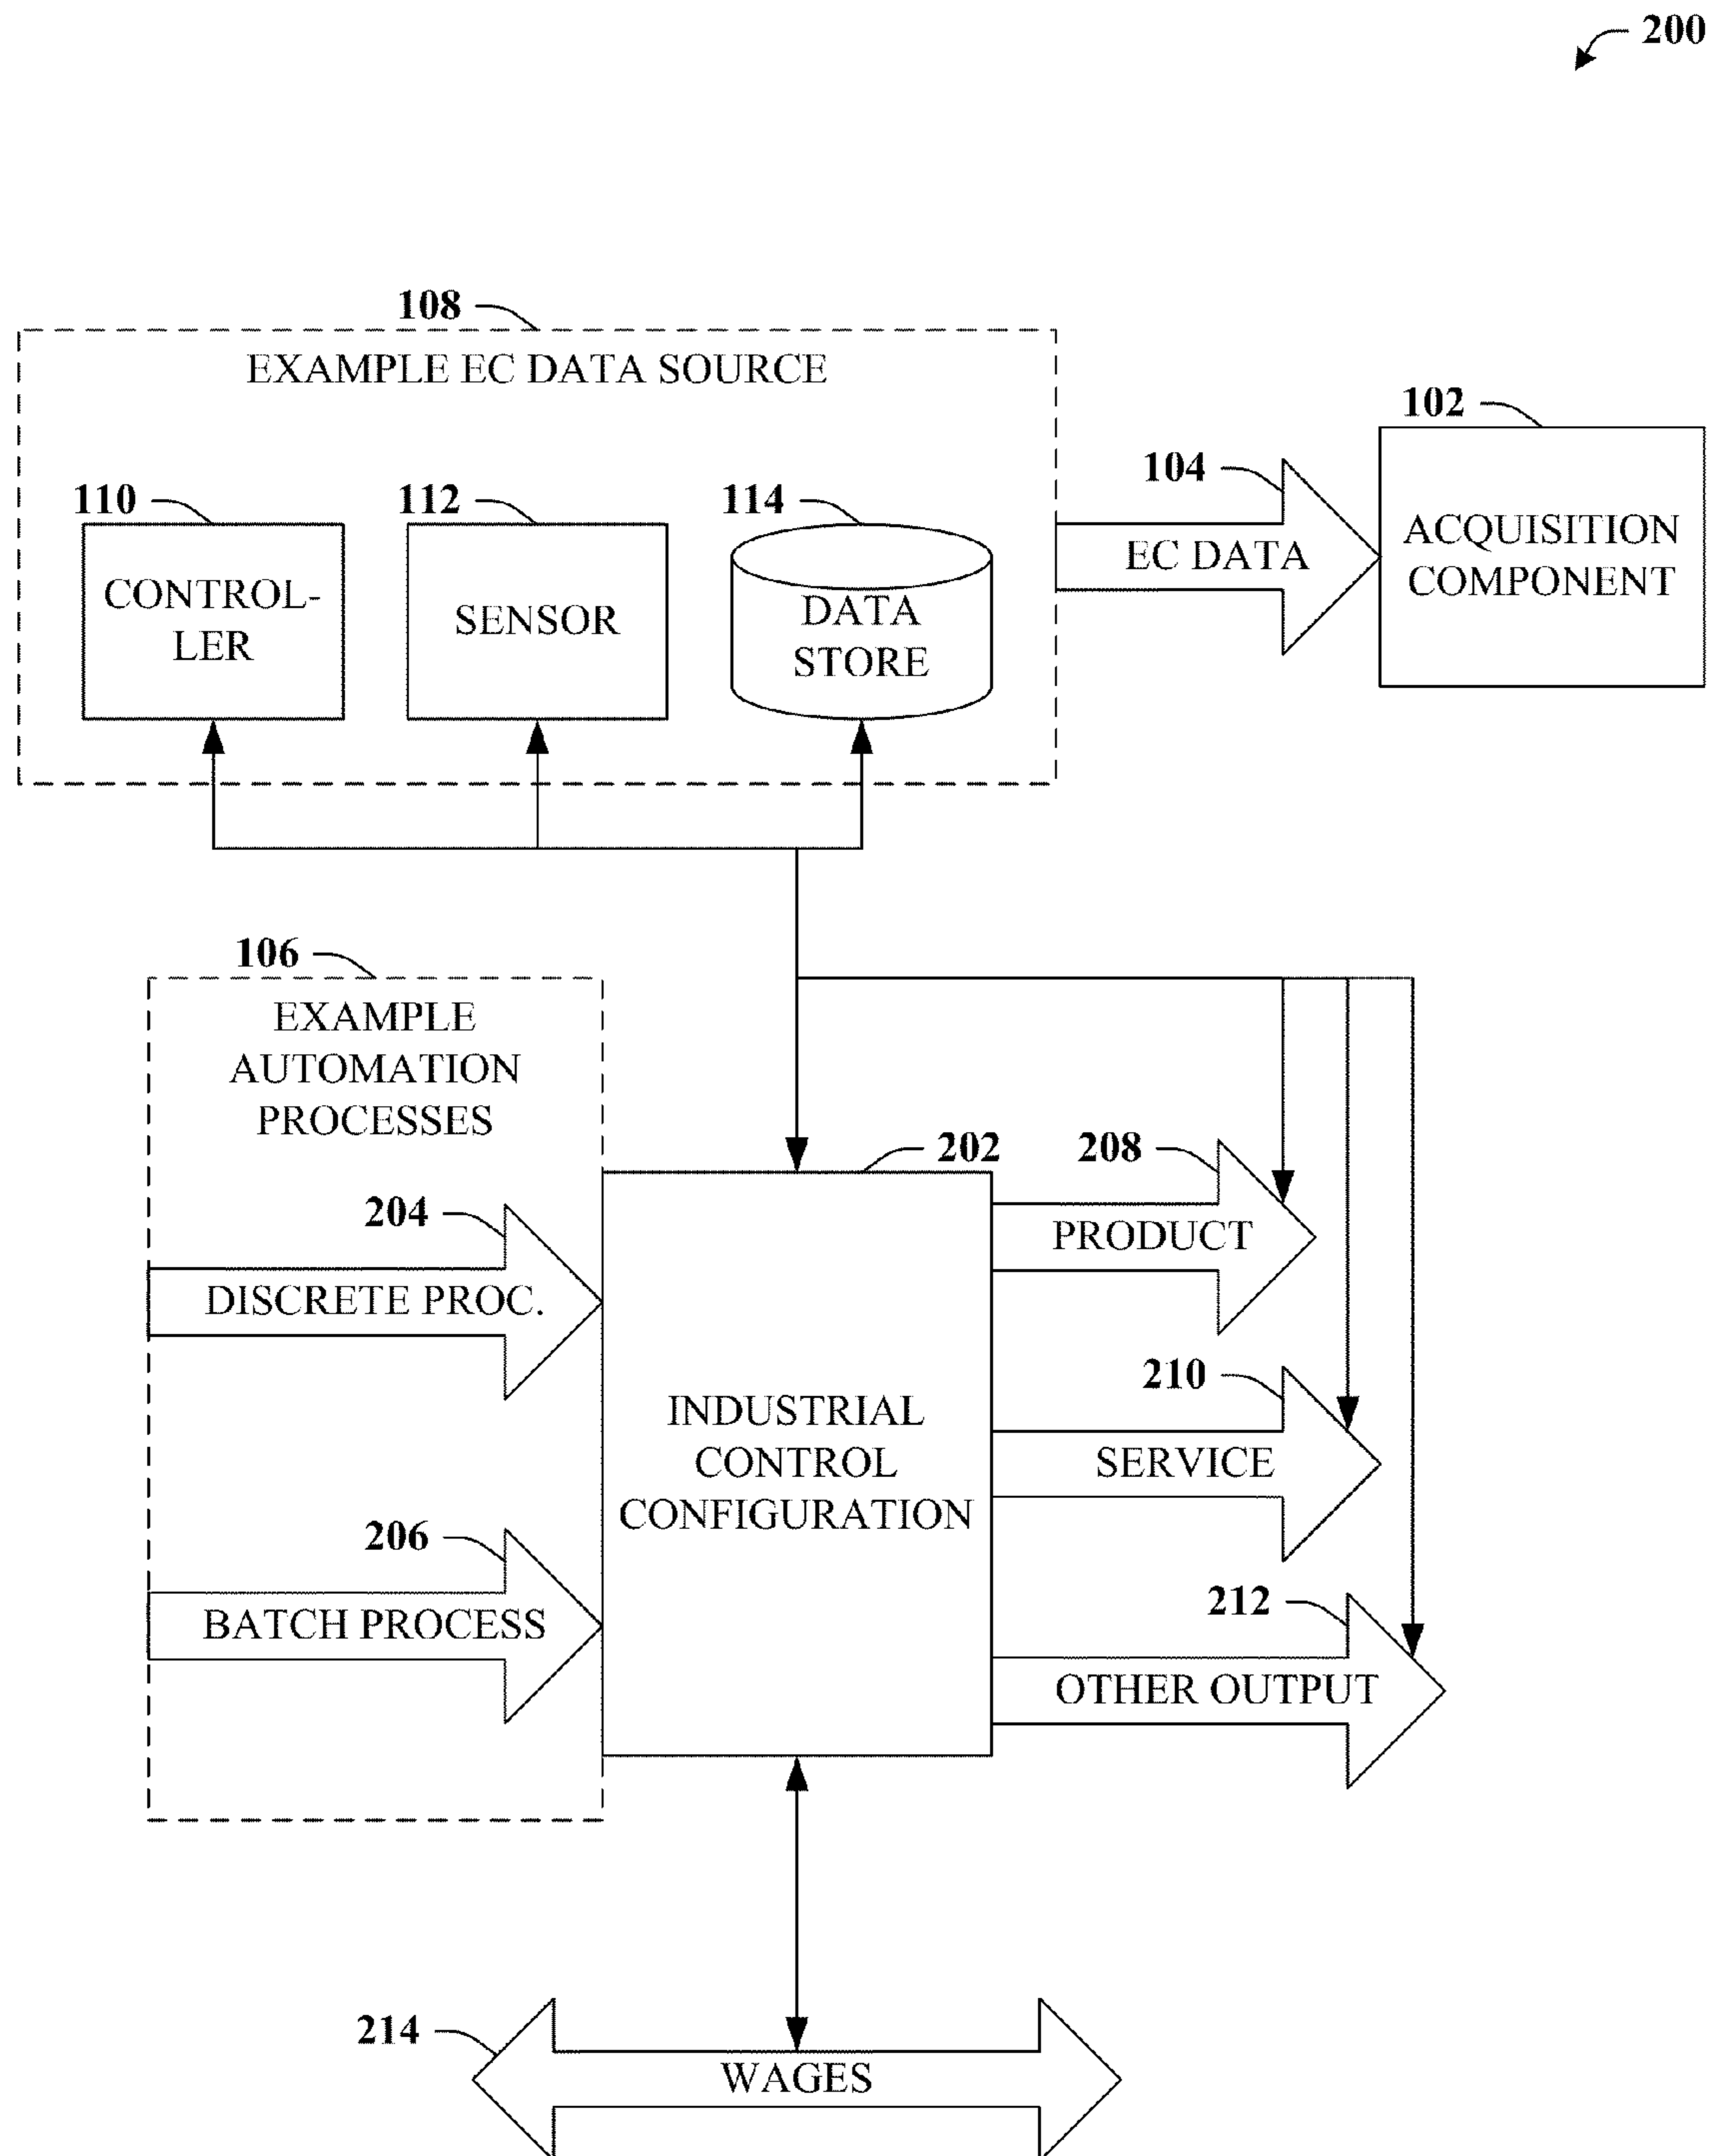 200
108
EXAMPLE EC DATA SOURCE
102
104
110
112
114
EC DATA
ACQUISITION
COMPONENT
CONTROL-
LER
SENSOR
DATA
STORE
106
EXAMPLE
AUTOMATION
PROCESSES
202
208
204
PRODUCT
DISCRETE PROC.
210
INDUSTRIAL
CONTROL
CONFIGURATION
SERVICE
206
212
BATCH PROCESS
OTHER OUTPUT
214
WAGES